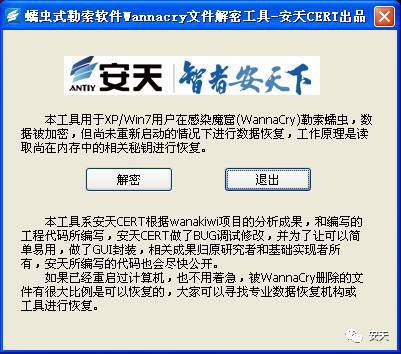 蠕虫式勒索软件Wannacry文件解密工具-安天CERT出品
ANTIY 安天 智者安天下
本工具用于XP/Win7用户在感染魔窟(WannaCry)勒索蠕虫，数
据被加密，但尚未重新启动的情况下进行数据恢复，工作原理是读
取尚在内存中的相关秘钥进行恢复。
解密 退出
本工具系安天CERT根据wanakiwi项目的分析成果，和编写的
工程代码所编写，安天CERT做了BUG调试修改，并为了让可以简
单易用，做了GUI封装，相关成果归原研究者和基础实现者所
有，安天所编写的代码也会尽快公开。
如果已经重启过计算机，也不用着急，被WannaCry删除的文
件有很大比例是可以恢复的，大家可以寻找专业数据恢复机构或
工具进行恢复。
安天